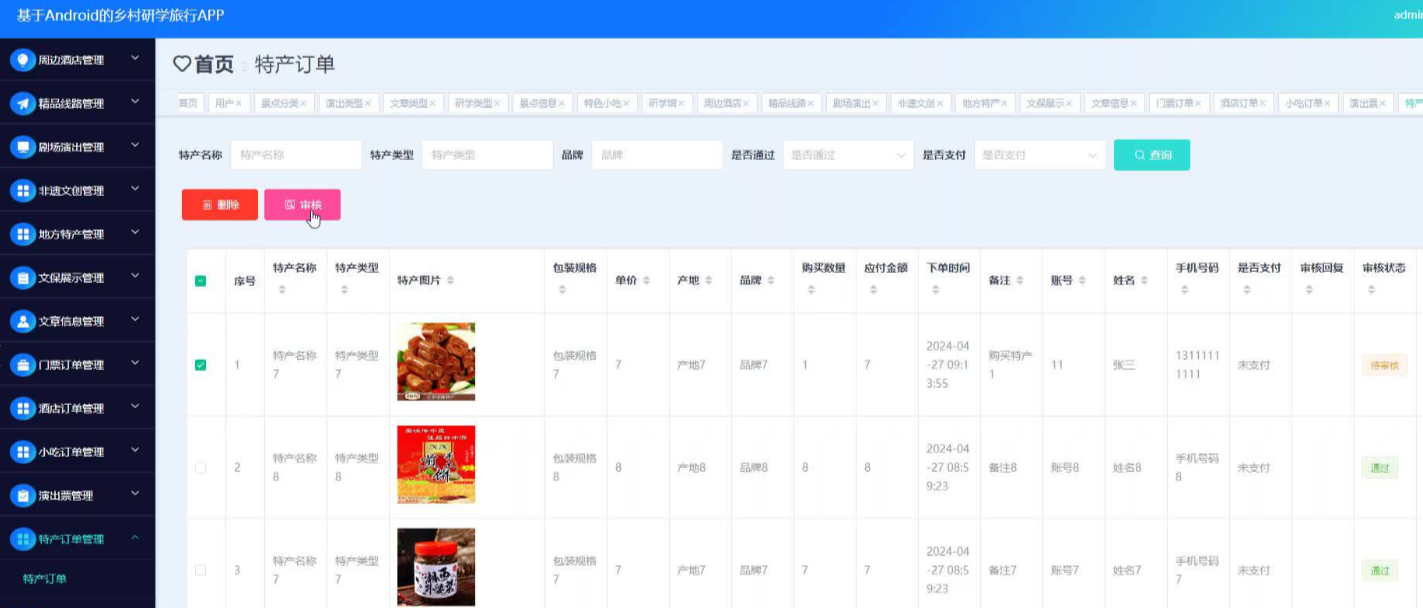 基于Android的乡村研学旅行APP
admin
周边酒店管理
精品线路管理
剧场演出管理
非遗文创管理
地方特产管理
文保展示管理
文章信息管理
门票订单管理
酒店订单管理
小吃订单管理
演出票管理
特产订单管理
特产订单
首页 特产订单
首页 用户× 景点分类× 演出类型× 文章类型× 研学类型× 景点信息× 特色小吃× 研学馆× 周边酒店× 精品线路× 剧场演出× 非遗文创× 地方特产× 文保展示× 文章信息× 门票订单× 酒店订单× 小吃订单× 演出票× 特产
特产名称 特产名称 特产类型 特产类型 品牌 品牌 是否通过 是否通过 是否支付 是否支付 查询
删除 审核
序号 特产名称 特产类型 特产图片 包装规格 单价 产地 品牌 购买数量 应付金额 下单时间 备注 账号 姓名 手机号码 是否支付 审核回复 审核状态
1 特产名称7 特产类型7 包装规格7 7 产地7 品牌7 1 7 2024-04-27 09:13:55 购买特产1 11 张三 13111111111 未支付 待审核
2 特产名称8 特产类型8 包装规格8 8 产地8 品牌8 8 8 2024-04-27 08:59:23 备注8 账号8 姓名8 手机号码8 未支付 通过
3 特产名称7 特产类型7 包装规格7 7 产地7 品牌7 7 7 2024-04-27 08:59:23 备注7 账号7 姓名7 手机号码7 未支付 通过